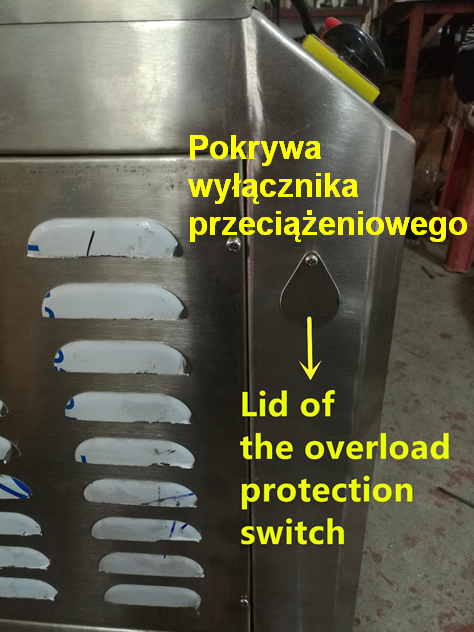 Pokrywa
wyłącznika
przeciążeniowego
Lid of
the overload
protection
switch